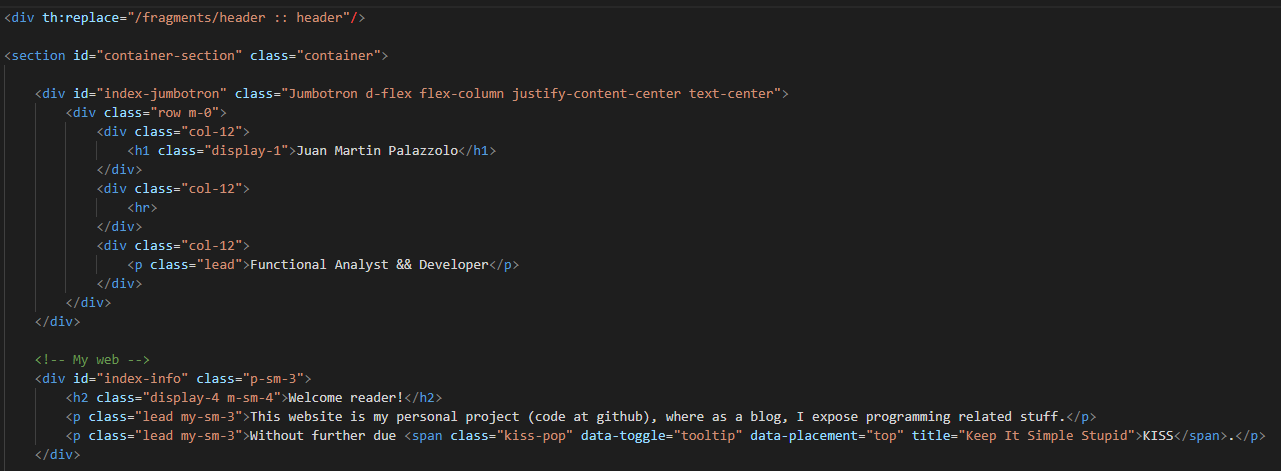 <div th:replace="/fragments/header :: header"/>
<section id="container-section" class="container">
<div id="index-jumbotron" class="Jumbotron d-flex flex-column justify-content-center text-center">
<div class="row m-0">
<div class="col-12">
<h1 class="display-1">Juan Martin Palazzolo</h1>
</div>
<div class="col-12">
<hr>
</div>
<div class="col-12">
<p class="lead">Functional Analyst && Developer</p>
</div>
</div>
</div>
<!-- My web -->
<div id="index-info" class="p-sm-3">
<h2 class="display-4 m-sm-4">Welcome reader!</h2>
<p class="lead my-sm-3">This website is my personal project (code at github), where as a blog, I expose programming related stuff.</p>
<p class="lead my-sm-3">Without further due <span class="kiss-pop" data-toggle="tooltip" data-placement="top" title="Keep It Simple Stupid">KISS</span>.</p>
</div>